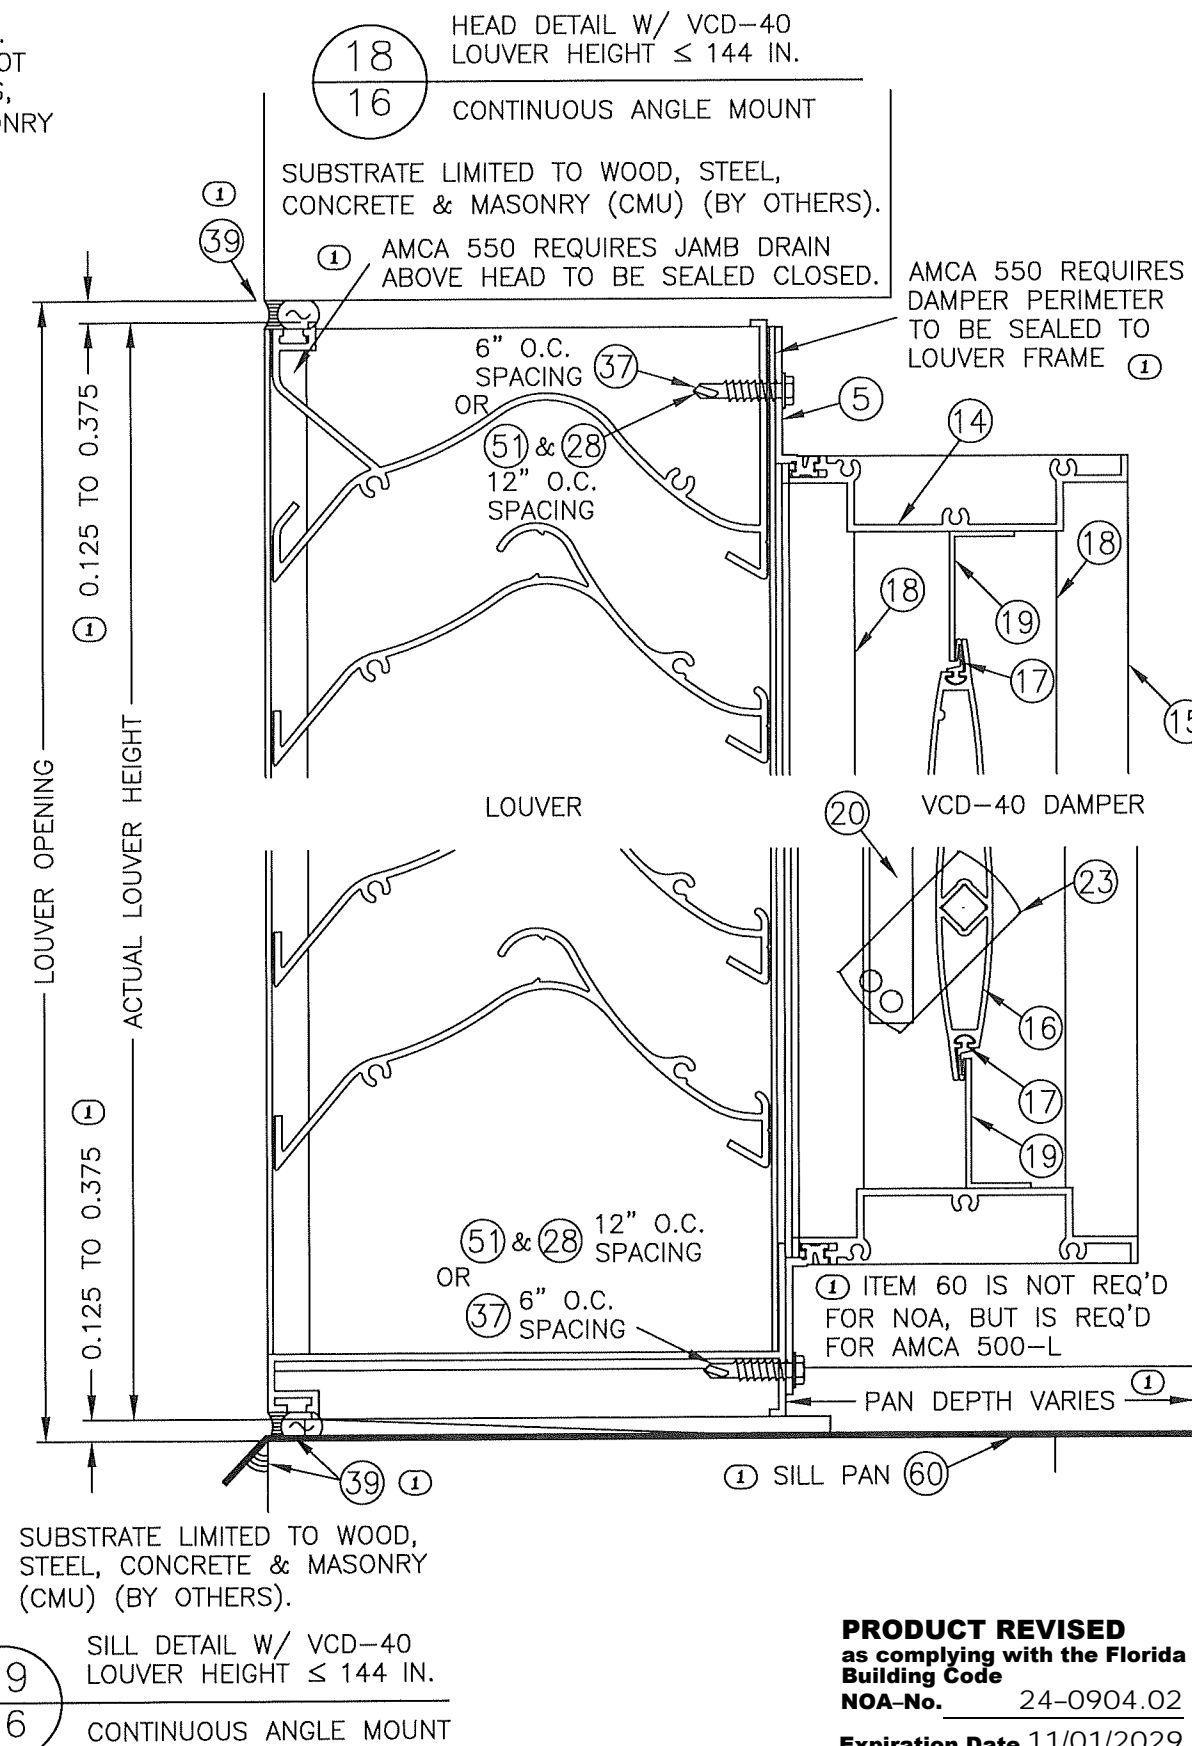 HEAD DETAIL W/ VCD-40
LOUVER HEIGHT ≤ 144 IN.
18
16
CONTINUOUS ANGLE MOUNT
SUBSTRATE LIMITED TO WOOD, STEEL,
CONCRETE & MASONRY (CMU) (BY OTHERS).
1
39
1
AMCA 550 REQUIRES JAMB DRAIN
ABOVE HEAD TO BE SEALED CLOSED.
AMCA 550 REQUIRES
DAMPER PERIMETER
TO BE SEALED TO
LOUVER FRAME 1
6" O.C.
SPACING 37
OR
51 & 28
12" O.C.
SPACING
5
14
18
18
19
17
15
1 0.125 TO 0.375
LOUVER OPENING
ACTUAL LOUVER HEIGHT
LOUVER
VCD-40 DAMPER
20
23
16
17
19
0.125 TO 0.375 1
51 & 28 12" O.C.
SPACING
OR
37 6" O.C.
SPACING
1 ITEM 60 IS NOT REQ'D
FOR NOA, BUT IS REQ'D
FOR AMCA 500-L
PAN DEPTH VARIES 1
39 1
1 SILL PAN 60
SUBSTRATE LIMITED TO WOOD,
STEEL, CONCRETE & MASONRY
(CMU) (BY OTHERS).
SILL DETAIL W/ VCD-40
LOUVER HEIGHT ≤ 144 IN.
9
6
CONTINUOUS ANGLE MOUNT
PRODUCT REVISED
as complying with the Florida
Building Code
NOA-No. 24-0904.02
Expiration Date 11/01/2029